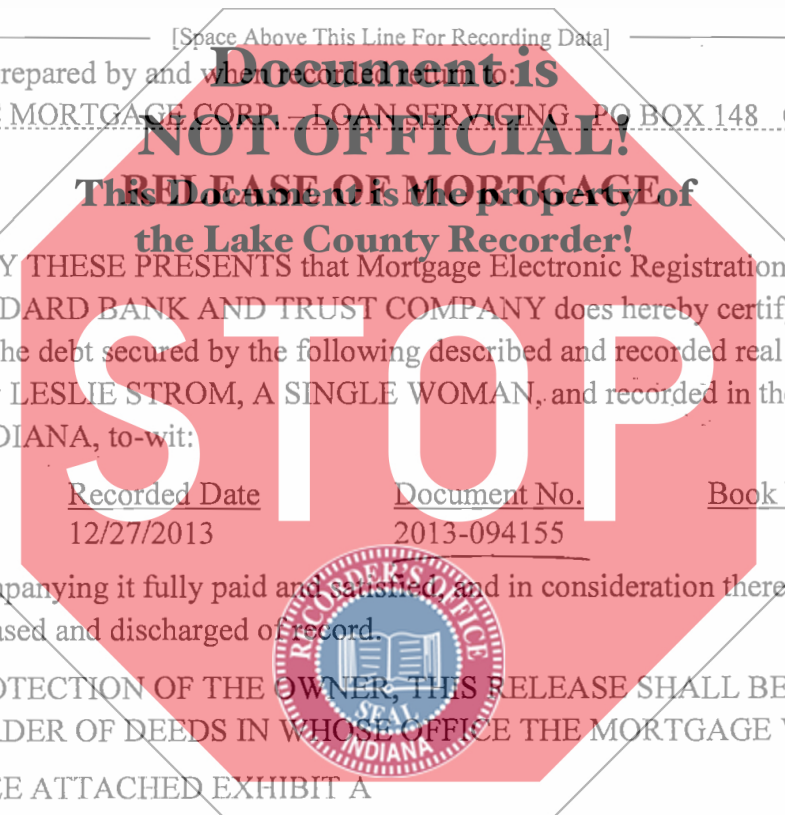 [Space Above This Line For Recording Data]
Document is
repared by and when recorded return to:
MORTGAGE CORP. – LOAN SERVICING PO BOX 148
NOT OFFICIAL!
RELEASE OF MORTGAGE
This Document is the property of
the Lake County Recorder!
Y THESE PRESENTS that Mortgage Electronic Registration
DARD BANK AND TRUST COMPANY does hereby certif
he debt secured by the following described and recorded real
LESLIE STROM, A SINGLE WOMAN, and recorded in the
DIANA, to-wit:
STOP
Recorded Date Document No. Book
12/27/2013 2013-094155
mpanying it fully paid and satisfied, and in consideration there
ased and discharged of record.
RECORDER'S OFFICE
SEAL
INDIANA
OTECTION OF THE OWNER, THIS RELEASE SHALL BE
DER OF DEEDS IN WHOSE OFFICE THE MORTGAGE
EE ATTACHED EXHIBIT A